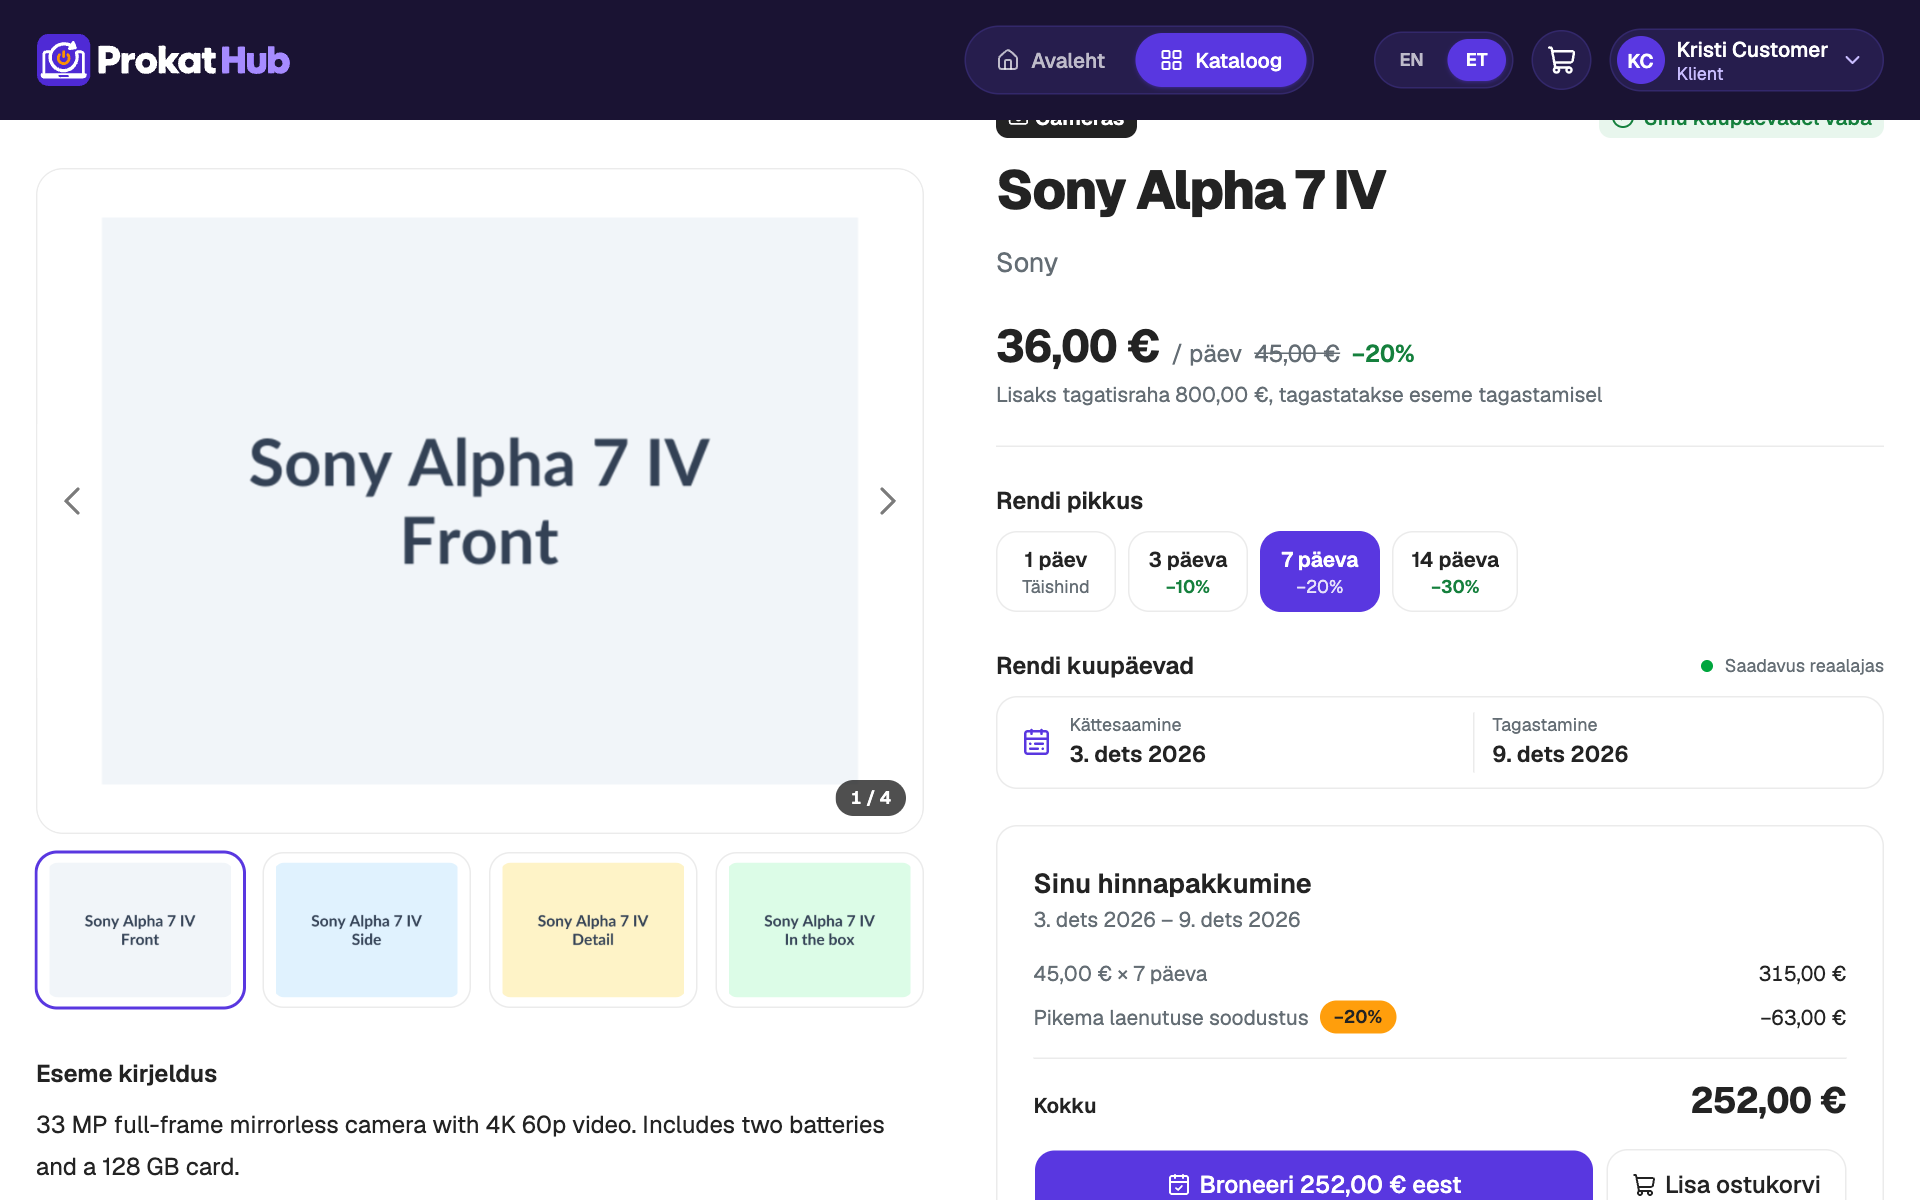 ProkatHub
Avaleht
Kataloog
EN
ET
KC
Kristi Customer
Klient
Cameras
Sinu kuupäevadel vaba
Sony Alpha 7 IV
Front
1 / 4
Sony Alpha 7 IV
Front
Sony Alpha 7 IV
Side
Sony Alpha 7 IV
Detail
Sony Alpha 7 IV
In the box
Eseme kirjeldus
33 MP full-frame mirrorless camera with 4K 60p video. Includes two batteries
and a 128 GB card.
Sony Alpha 7 IV
Sony
36,00 € / päev 45,00 € −20%
Lisaks tagatisraha 800,00 €, tagastatakse eseme tagastamisel
Rendi pikkus
1 päev
Täishind
3 päeva
−10%
7 päeva
−20%
14 päeva
−30%
Rendi kuupäevad
Saadavus reaalajas
Kättesaamine
3. dets 2026
Tagastamine
9. dets 2026
Sinu hinnapakkumine
3. dets 2026 – 9. dets 2026
45,00 € × 7 päeva 315,00 €
Pikema laenutuse soodustus −20% −63,00 €
Kokku 252,00 €
Broneeri 252,00 € eest
Lisa ostukorvi